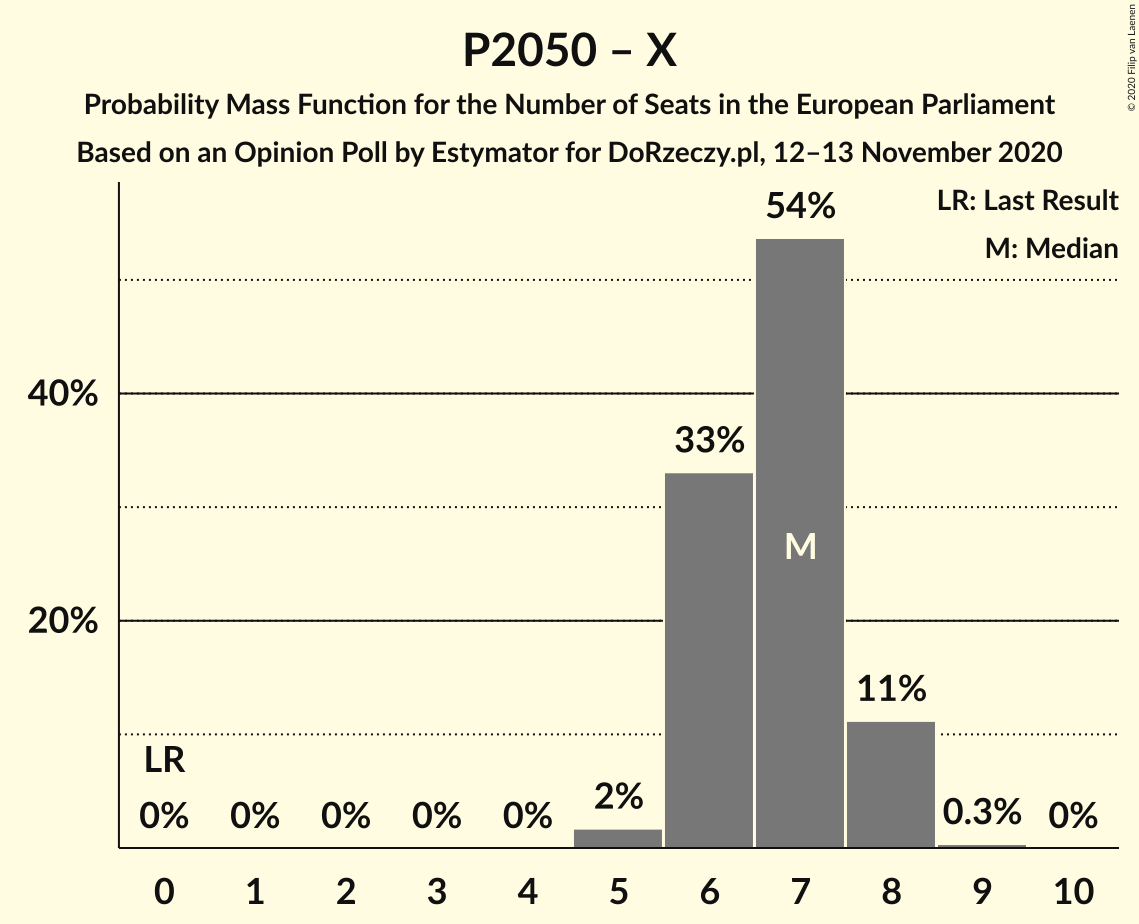 P2050 – X
Probability Mass Function for the Number of Seats in the European Parliament
Based on an Opinion Poll by Estymator for DoRzeczy.pl, 12–13 November 2020
© 2020 Filip van Laenen
LR: Last Result
M: Median
54%
40%
33%
M
20%
11%
LR
0% 0% 0% 0% 0% 2% 0.3% 0%
0 1 2 3 4 5 6 7 8 9 10